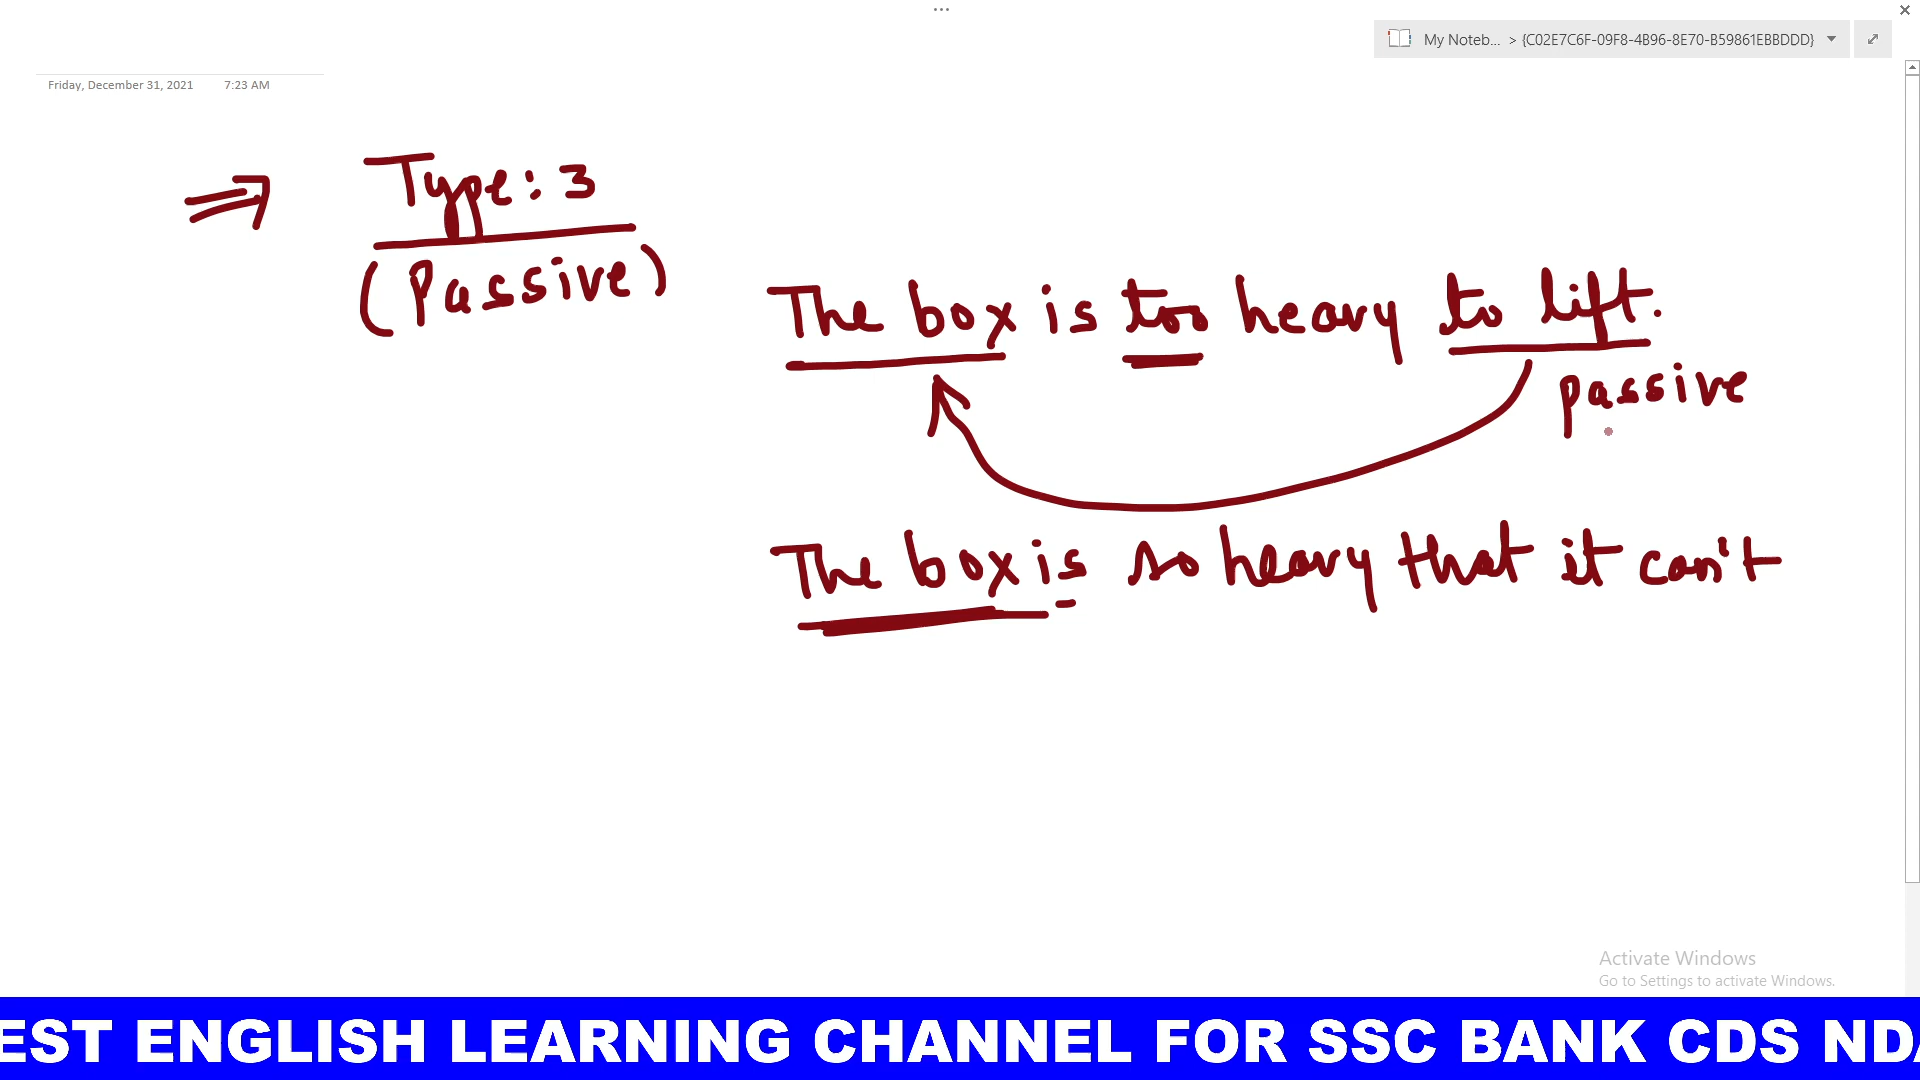 ...
My Noteb... > {C02E7C6F-09F8-4B96-8E70-B59861EBBDDD}
Friday, December 31, 2021 7:23 AM
⇒ Type: 3
(Passive)
The box is too heavy to lift.
passive
The box is so heavy that it can't
Activate Windows
Go to Settings to activate Windows.
EST ENGLISH LEARNING CHANNEL FOR SSC BANK CDS NDA